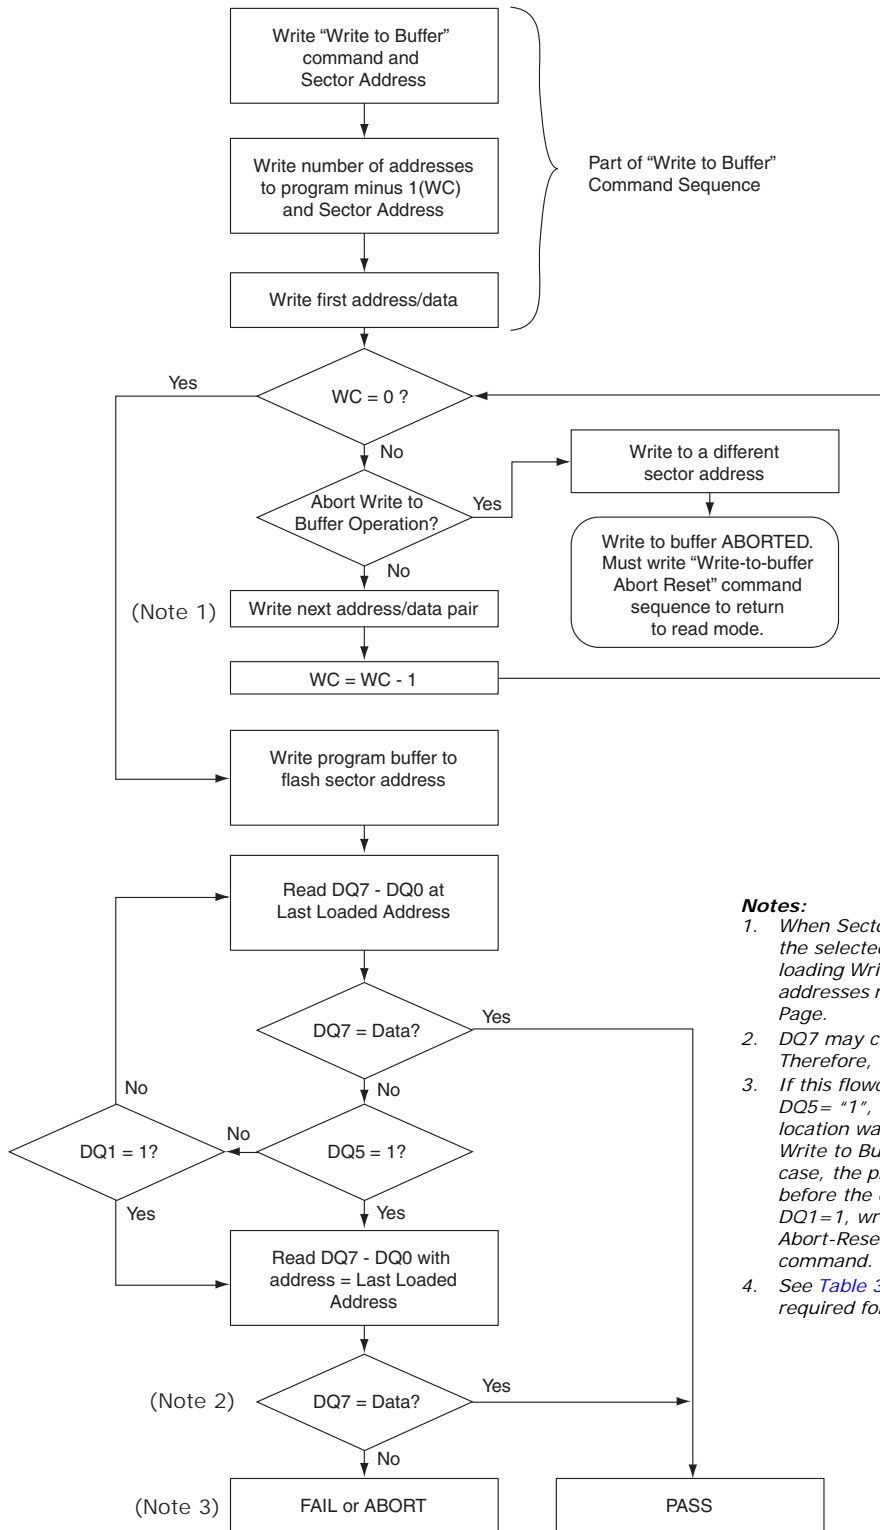 Write “Write to Buffer”
command and
Sector Address
Write number of addresses
to program minus 1(WC)
and Sector Address
Part of “Write to Buffer”
Command Sequence
Write first address/data
Yes
WC = 0 ?
No
Write to a different
sector address
Abort Write to
Buffer Operation?
Yes
Write to buffer ABORTED.
Must write “Write-to-buffer
Abort Reset” command
sequence to return
to read mode.
No
(Note 1)
Write next address/data pair
WC = WC - 1
Write program buffer to
flash sector address
Read DQ7 - DQ0 at
Last Loaded Address
DQ7 = Data?
Yes
No
No
DQ1 = 1?
No
DQ5 = 1?
Yes
Yes
Read DQ7 - DQ0 with
address = Last Loaded
Address
(Note 2)
DQ7 = Data?
Yes
No
(Note 3)
FAIL or ABORT
PASS
Notes:
1. When Secto
the selected
loading Wri
addresses
Page.
2. DQ7 may c
Therefore,
3. If this flow
DQ5= “1”,
location wa
Write to Bu
case, the p
before the
DQ1=1, wr
Abort-Rese
command.
4. See Table 3
required fo